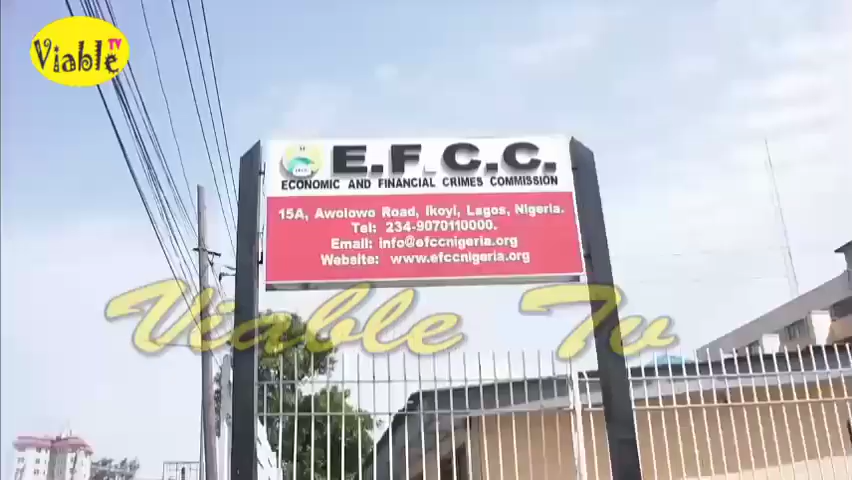 Viable TV
E.F.C.C.
ECONOMIC AND FINANCIAL CRIMES COMMISSION
15A, Awolowo Road, Ikoyi, Lagos, Nigeria.
Tel: 234-9070110000.
Email: info@efccnigeria.org
Website: www.efccnigeria.org
Viable Tv